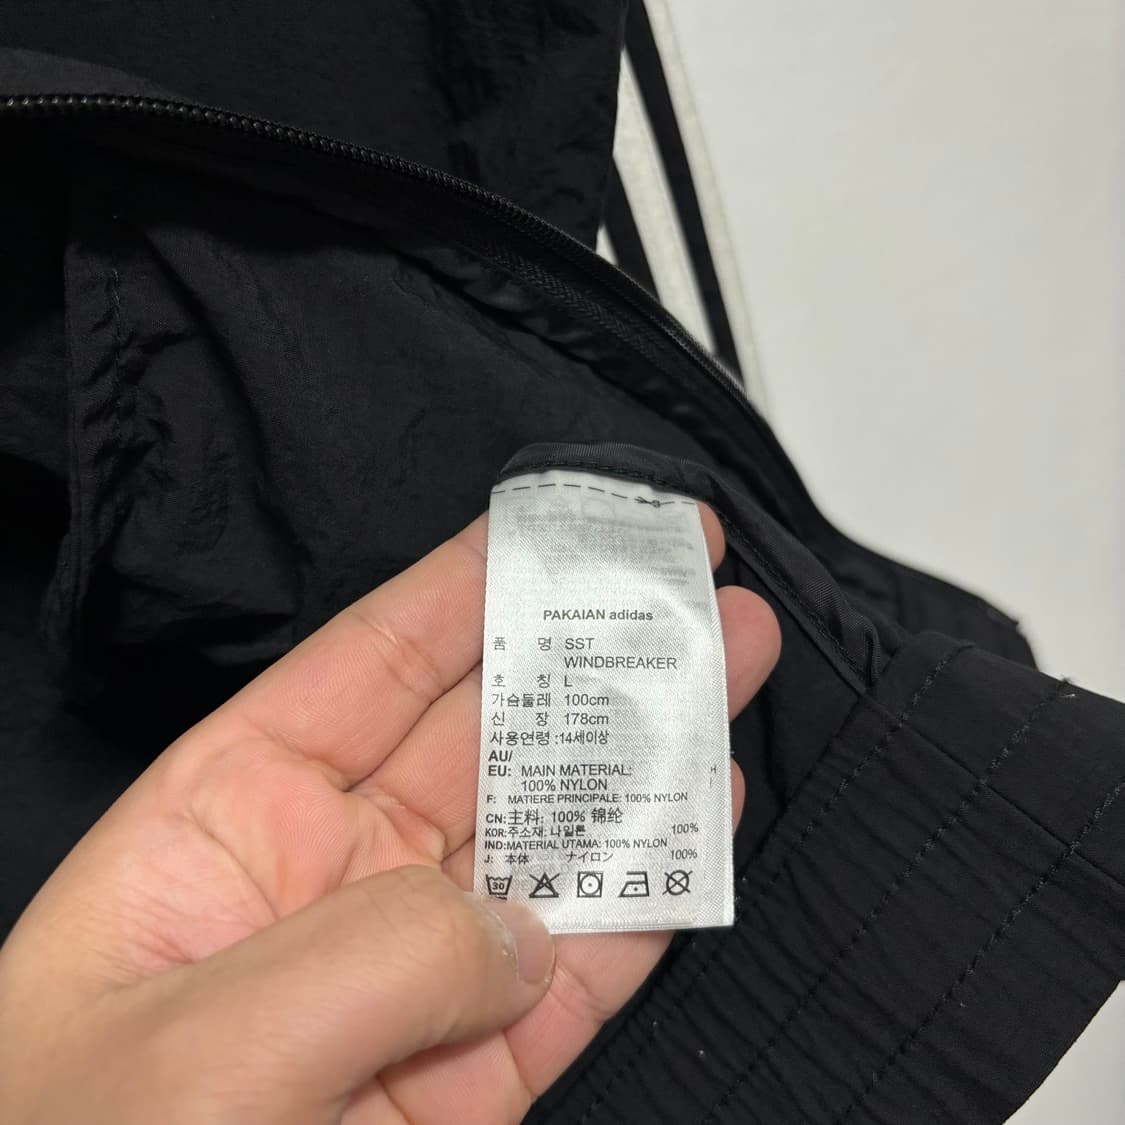 PAKAIAN adidas
품 명 SST
WINDBREAKER
호 칭 L
가슴둘레 100cm
신 장 178cm
사용연령 :14세이상
AU/
EU: MAIN MATERIAL:
100% NYLON
F: MATIERE PRINCIPALE: 100% NYLON
CN:主料: 100% 锦纶
KOR:주소재: 나일론 100%
IND:MATERIAL UTAMA: 100% NYLON
J: 本体 ナイロン 100%
30